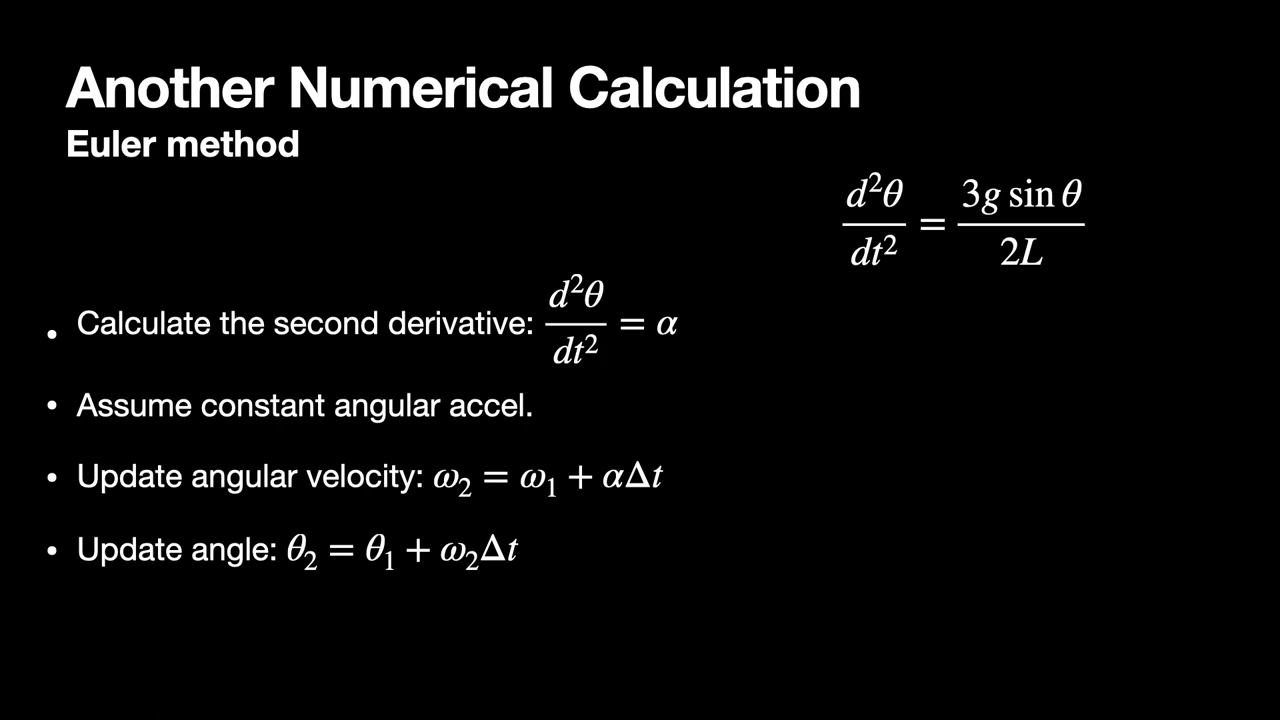 Another Numerical Calculation
Euler method
d²θ/dt² = 3g sin θ/2L
• Calculate the second derivative: d²θ/dt² = α
• Assume constant angular accel.
• Update angular velocity: ω₂ = ω₁ + αΔt
• Update angle: θ₂ = θ₁ + ω₂Δt